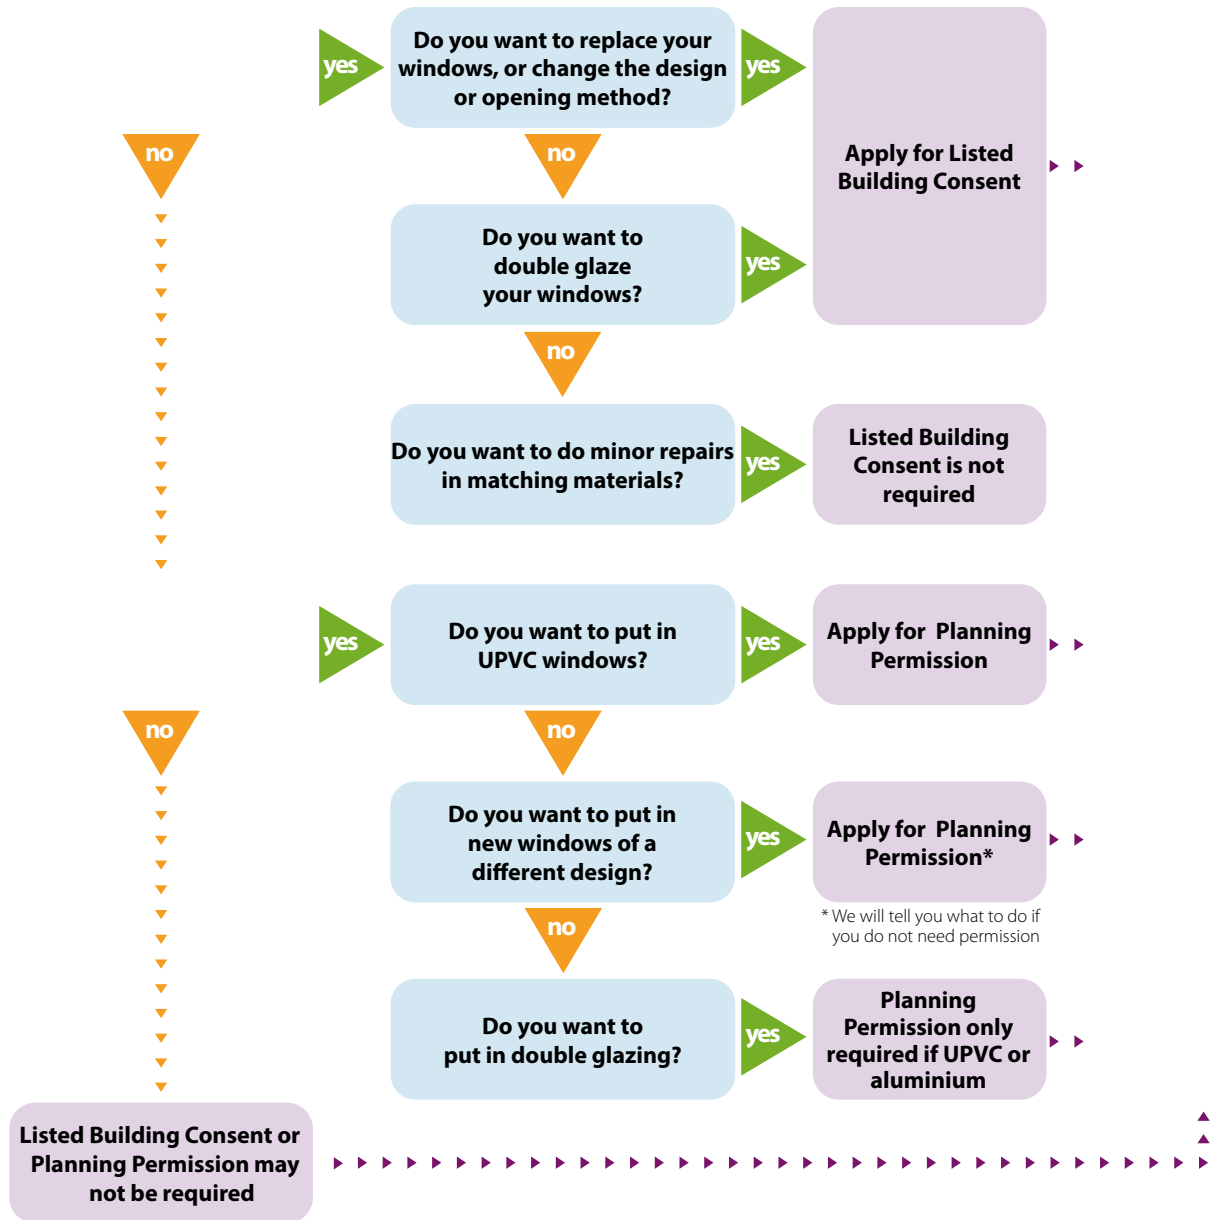 yes
Do you want to replace your
windows, or change the design
or opening method?
yes
Apply for Listed
Building Consent
no
no
Do you want to
double glaze
your windows?
yes
no
Do you want to do minor repairs
in matching materials?
yes
Listed Building
Consent is not
required
yes
Do you want to put in
UPVC windows?
yes
Apply for Planning
Permission
no
no
Do you want to put in
new windows of a
different design?
yes
Apply for Planning
Permission*
* We will tell you what to do if
you do not need permission
no
Do you want to
put in double glazing?
yes
Planning
Permission only
required if UPVC or
aluminium
Listed Building Consent or
Planning Permission may
not be required